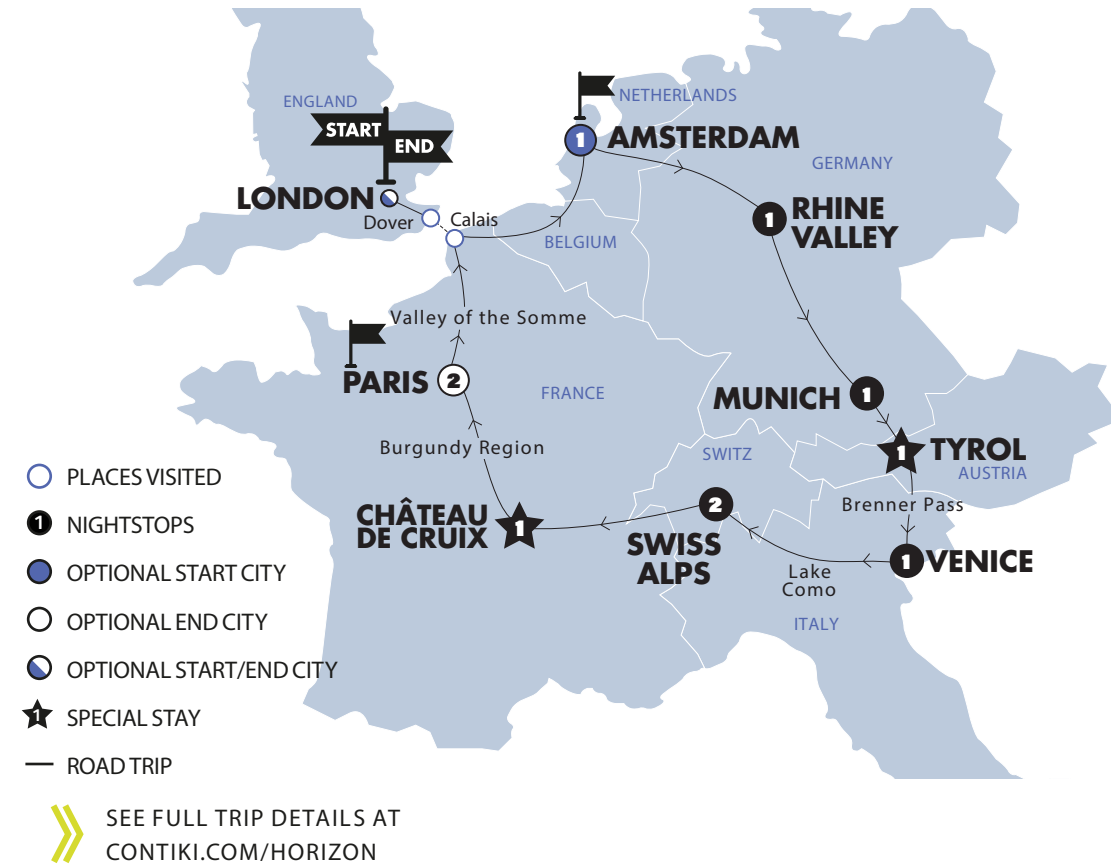 ENGLAND
START
END
LONDON
Dover
Calais
NETHERLANDS
1
AMSTERDAM
GERMANY
BELGIUM
1
RHINE
VALLEY
Valley of the Somme
PARIS
2
FRANCE
MUNICH
1
1
TYROL
AUSTRIA
Burgundy Region
SWITZ
Brenner Pass
CHÂTEAU
DE CRUIX
1
2
SWISS
ALPS
Lake
Como
1
VENICE
ITALY
PLACES VISITED
1
NIGHTSTOPS
OPTIONAL START CITY
OPTIONAL END CITY
OPTIONAL START/END CITY
1
SPECIAL STAY
ROAD TRIP
SEE FULL TRIP DETAILS AT
CONTIKI.COM/HORIZON